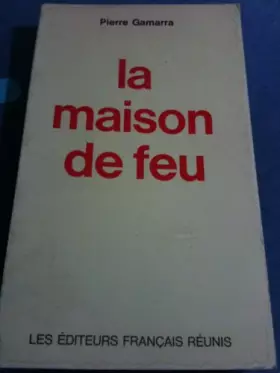 Pierre Gamarra
la
maison
de feu
LES ÉDITEURS FRANÇAIS RÉUNIS